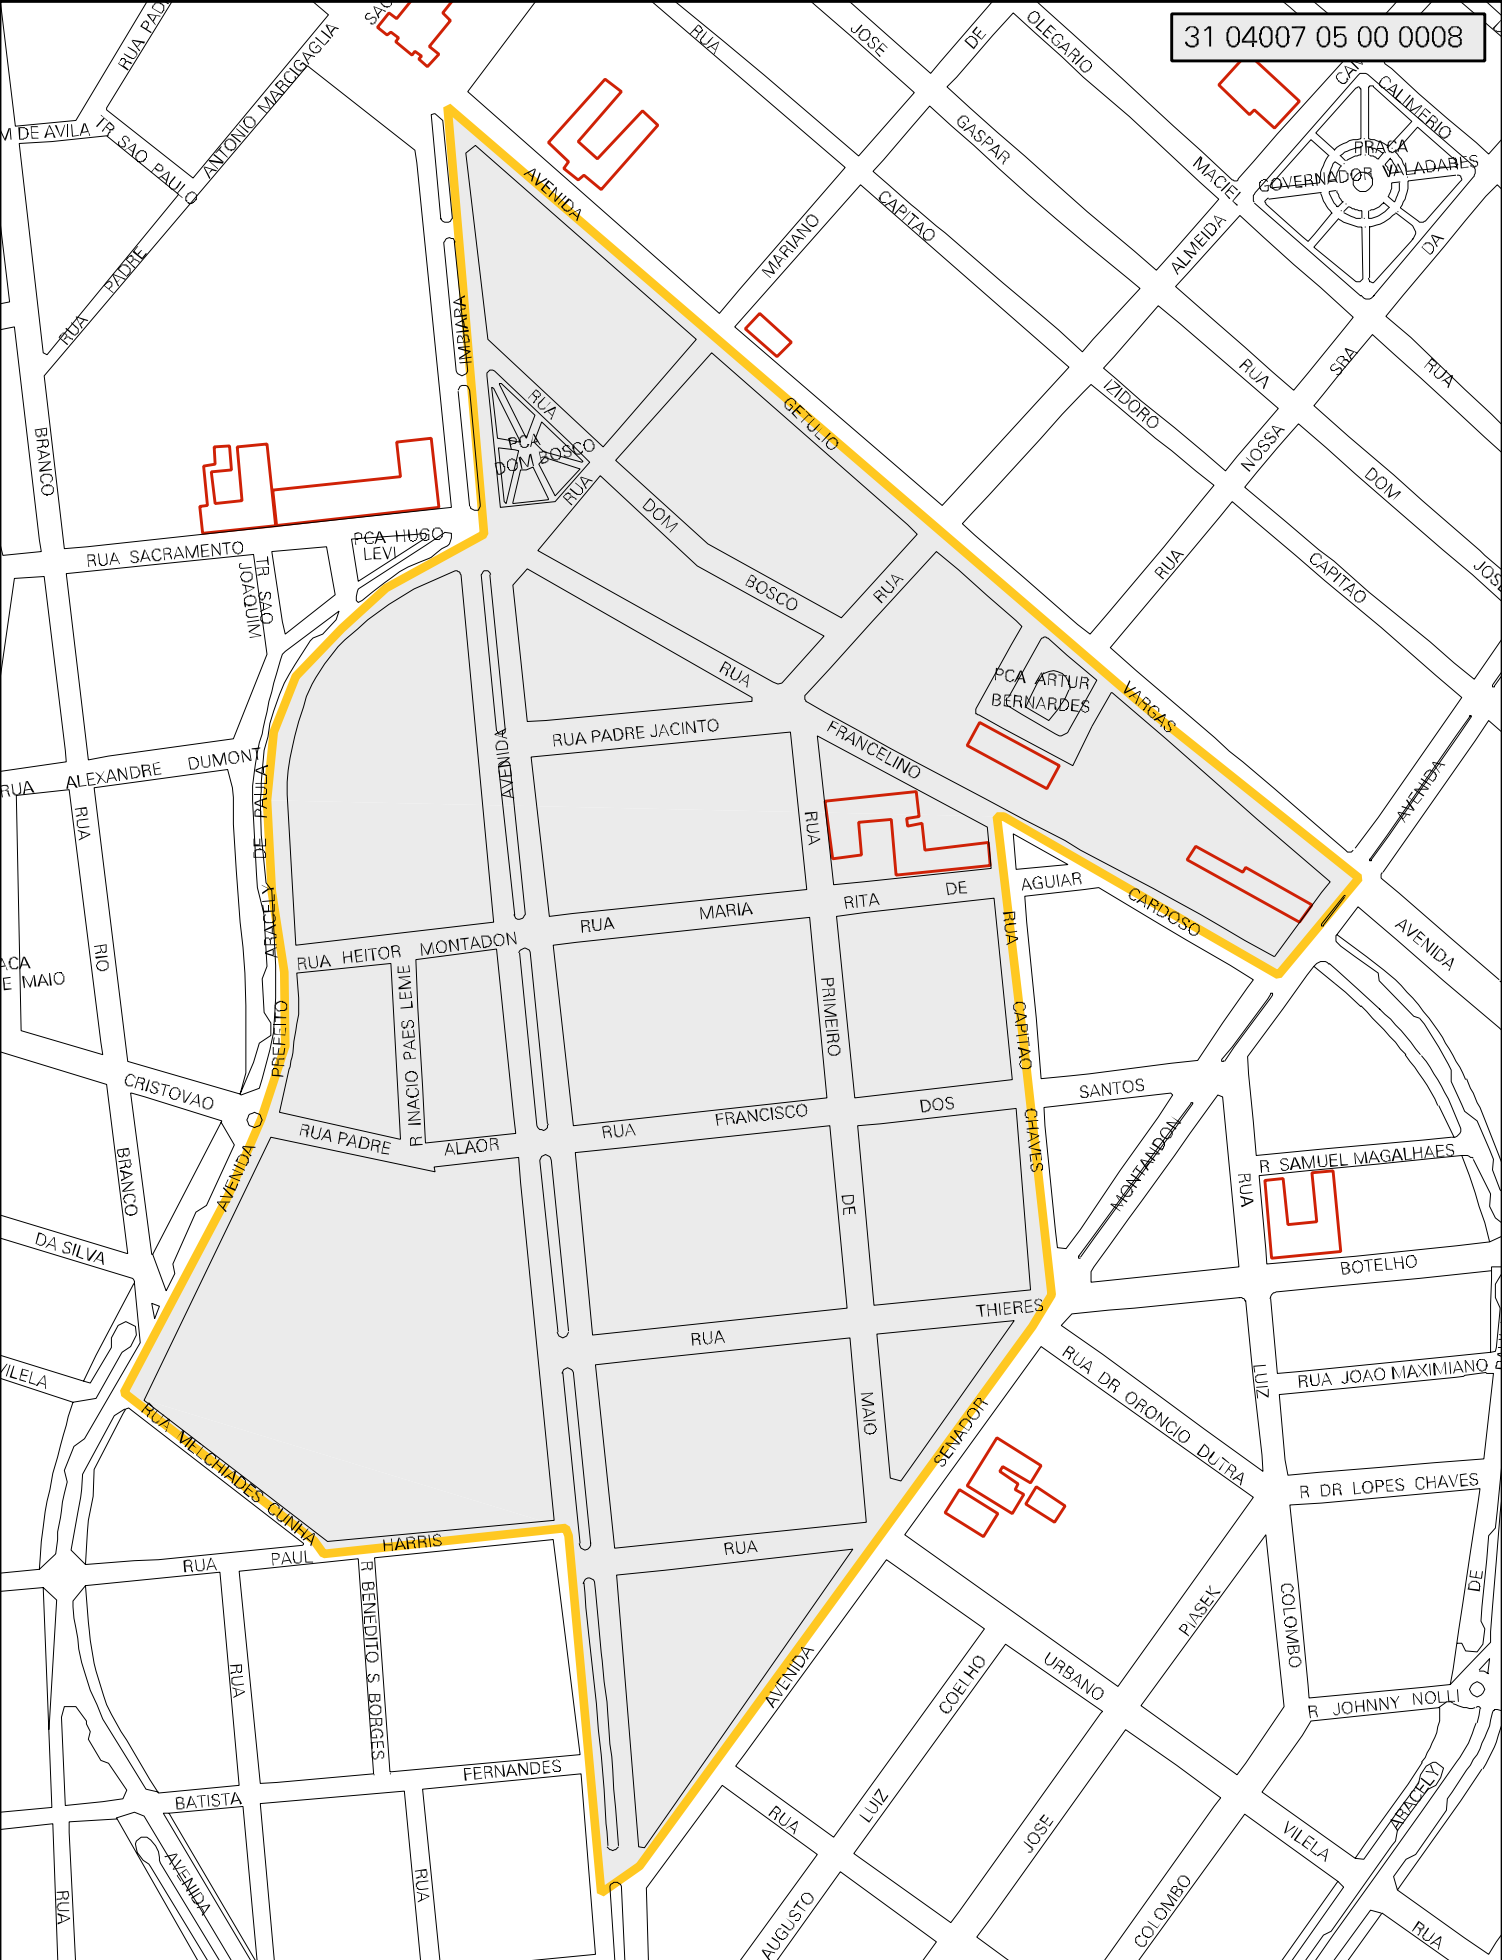 31 04007 05 00 0008
RUA PADRE
ANTONIO MARCIGAGLIA
M DE AVILA
TR SAO PAULO
RUA
JOSE
DE
OLEGARIO
CALIMERIO
GASPAR
MACIEL
PRACA
GOVERNADOR VALADARES
AVENIDA
CAPITAO
MARIANO
ALMEIDA
DA
RUA
PADRE
IMBIARA
RUA
SRA
RUA
IZIDORO
GETULIO
RUA
PCA
DOM BOSCO
RUA
NOSSA
DOM
BRANCO
DOM
BOSCO
PCA HUGO
LEVI
RUA SACRAMENTO
TR SAO
JOAQUIM
RUA
RUA
CAPITAO
JOSE
RUA
PCA ARTUR
BERNARDES
VARGAS
RUA PADRE JACINTO
FRANCELINO
AVENIDA
AVENIDA
RUA
ALEXANDRE DUMONT
RUA
RUA
ARACELY DE PAULA
AGUIAR
DE
RITA
MARIA
RUA
CARDOSO
RUA
AVENIDA
RUA HEITOR MONTADON
R INACIO PAES LEME
RIO
ACA
E MAIO
PREFEITO
PRIMEIRO
CAPITAO
CHAVES
SANTOS
DOS
FRANCISCO
RUA
CRISTOVAO
RUA PADRE
ALAOR
AVENIDA
BRANCO
MONTANDON
R SAMUEL MAGALHAES
RUA
DE
DA SILVA
BOTELHO
THIERES
RUA
VILELA
RUA DR ORONCIO DUTRA
LUIZ
RUA JOAO MAXIMIANO
RUA MELCHIADES CUNHA
MAIO
SENADOR
R DR LOPES CHAVES
HARRIS
PAUL
RUA
RUA
R BENEDITO S BORGES
RUA
PIASEK
COLOMBO
DE
URBANO
COELHO
AVENIDA
R JOHNNY NOLLI
FERNANDES
BATISTA
RUA
LUIZ
JOSE
VILELA
ARACELY
AVENIDA
RUA
RUA
AUGUSTO
COLOMBO
RUA